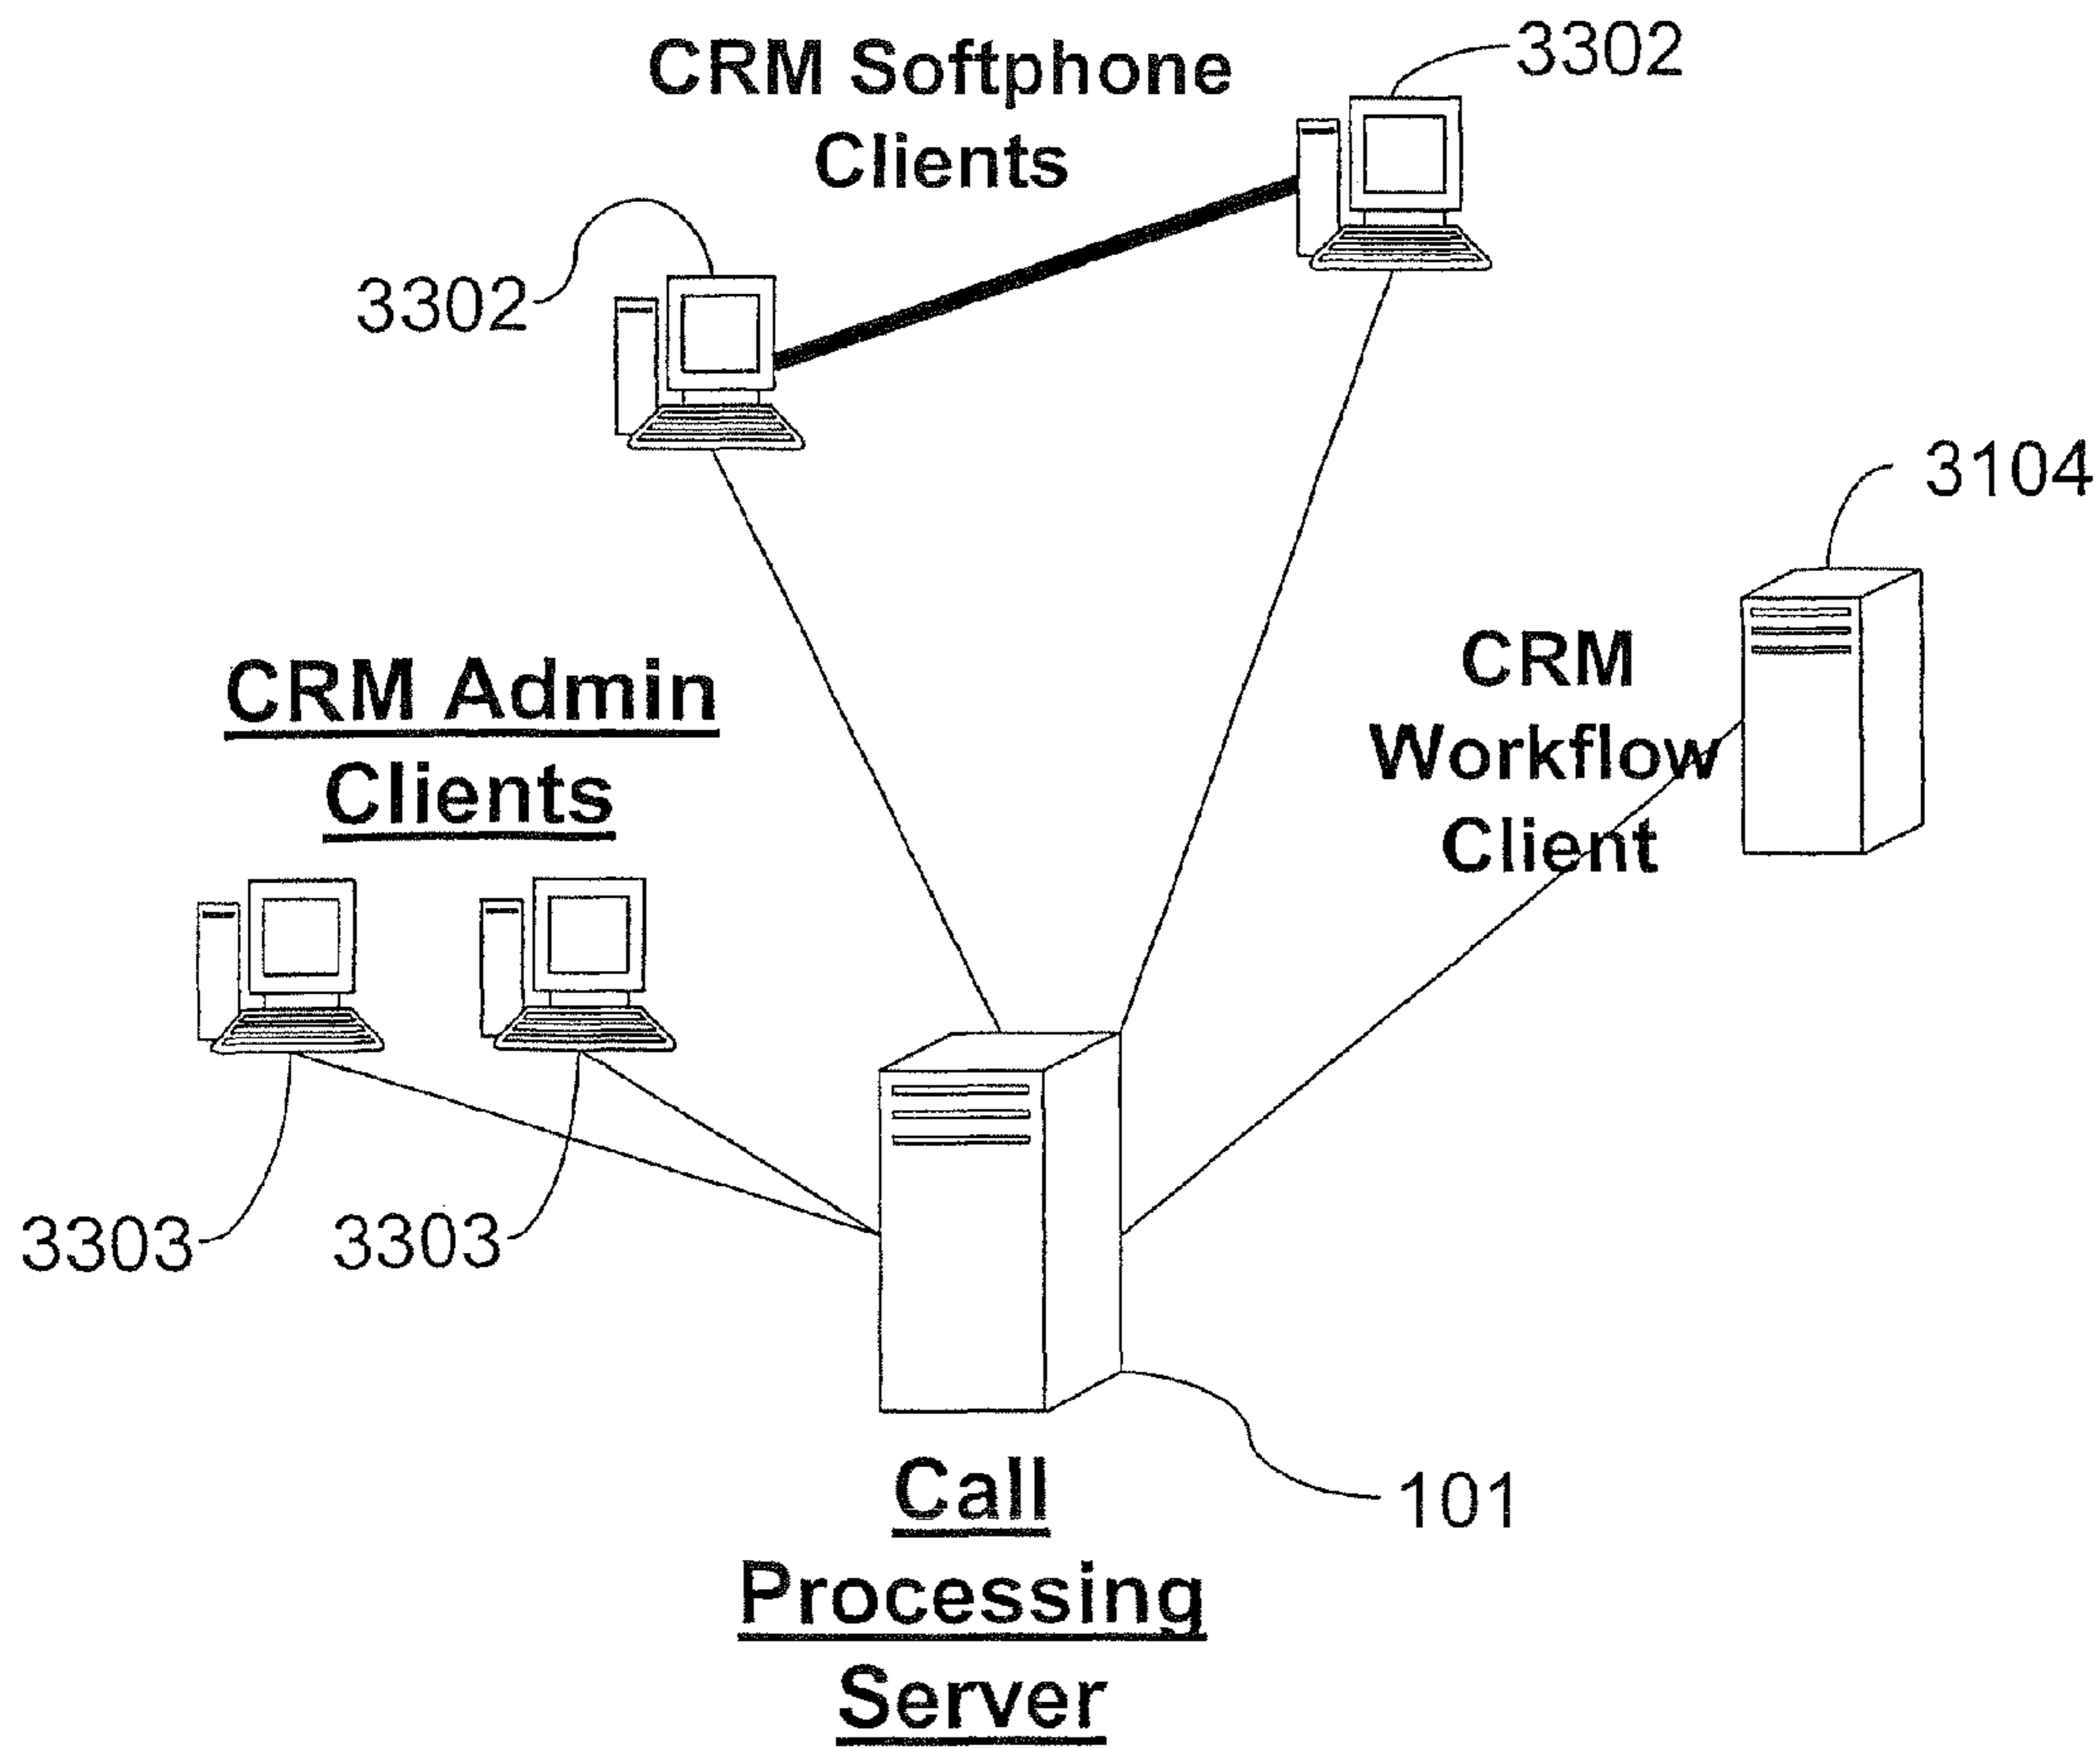 CRM Softphone
Clients
3302
3302
3104
CRM
Workflow
Client
CRM Admin
Clients
3303
3303
101
Call
Processing
Server